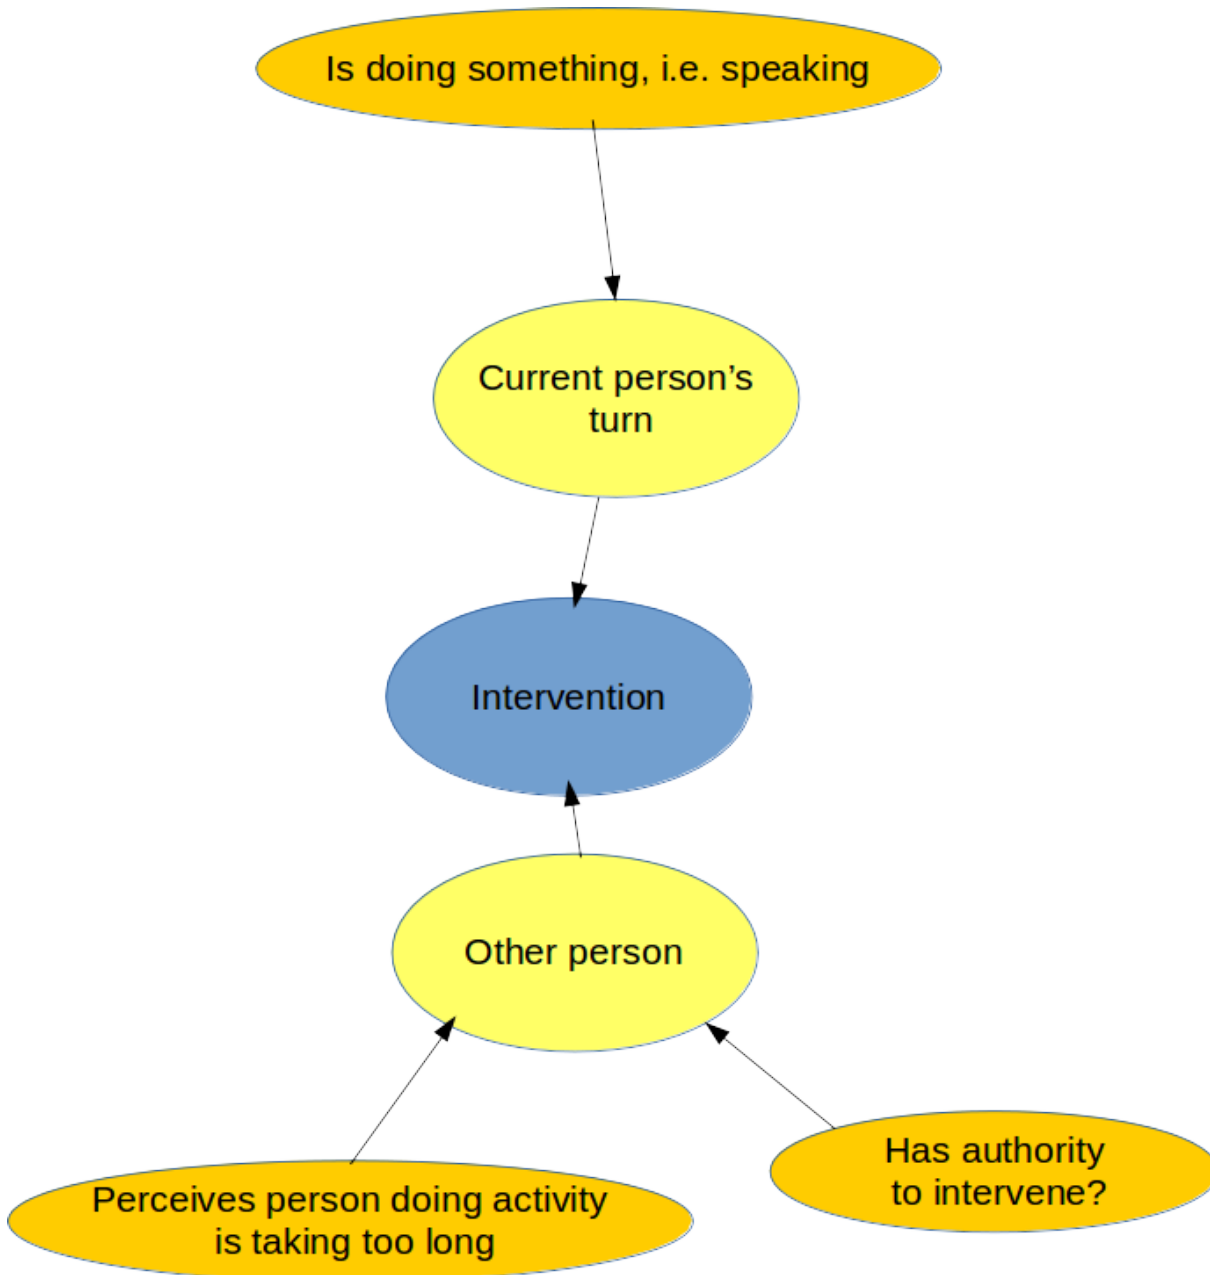 Is doing something, i.e. speaking
Current person’s
turn
Intervention
Other person
Perceives person doing activity
is taking too long
Has authority
to intervene?